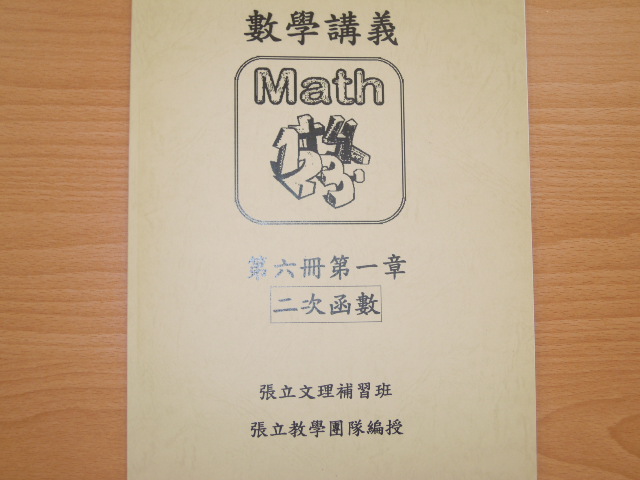 數學講義
Math
1234
第六冊第一章
二次函數
張立文理補習班
張立教學團隊編授